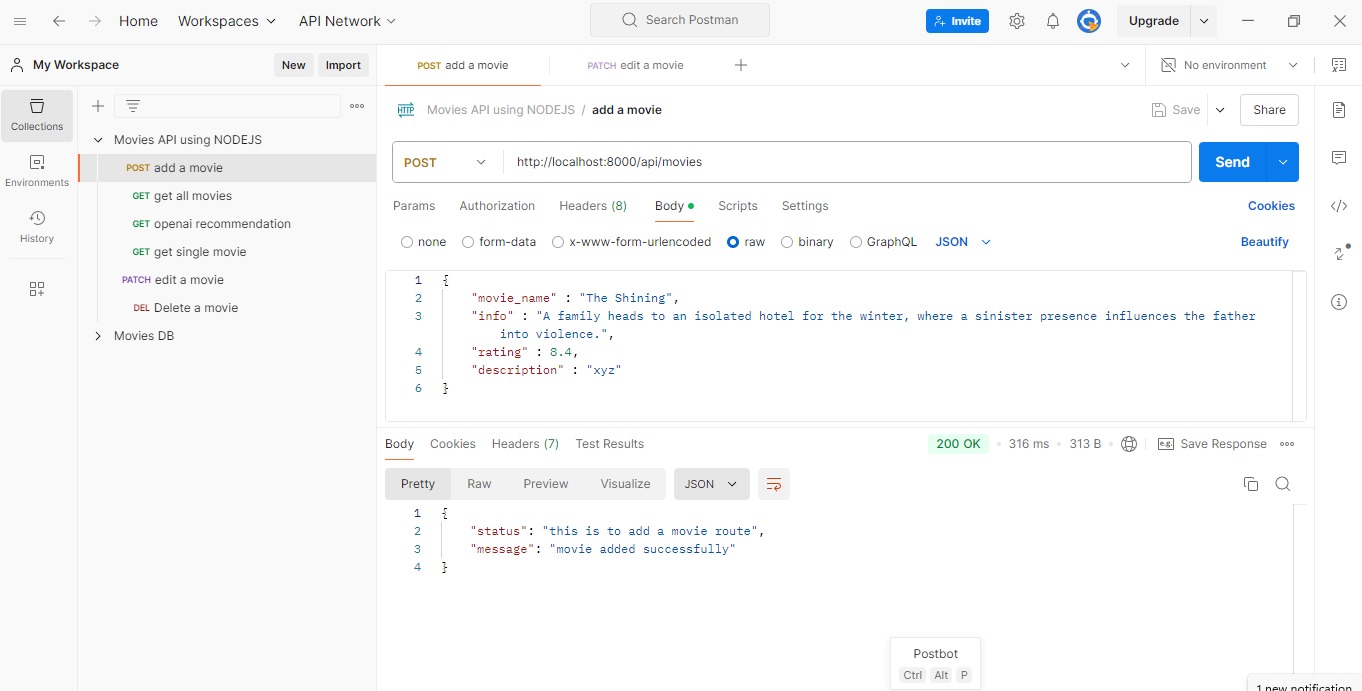 Home Workspaces API Network Search Postman Invite Upgrade
My Workspace New Import POST add a movie PATCH edit a movie No environment
Collections
Environments
History
Movies API using NODEJS
POST add a movie
GET get all movies
GET openai recommendation
GET get single movie
PATCH edit a movie
DEL Delete a movie
Movies DB
HTTP Movies API using NODEJS / add a movie Save Share
POST http://localhost:8000/api/movies Send
Params Authorization Headers (8) Body Scripts Settings Cookies
none form-data x-www-form-urlencoded raw binary GraphQL JSON Beautify
1 {
2 "movie_name" : "The Shining",
3 "info" : "A family heads to an isolated hotel for the winter, where a sinister presence influences the father
into violence.",
4 "rating" : 8.4,
5 "description" : "xyz"
6 }
Body Cookies Headers (7) Test Results 200 OK • 316 ms • 313 B • e.g. Save Response
Pretty Raw Preview Visualize JSON
1 {
2 "status": "this is to add a movie route",
3 "message": "movie added successfully"
4 }
Postbot
Ctrl Alt P
1 new notification